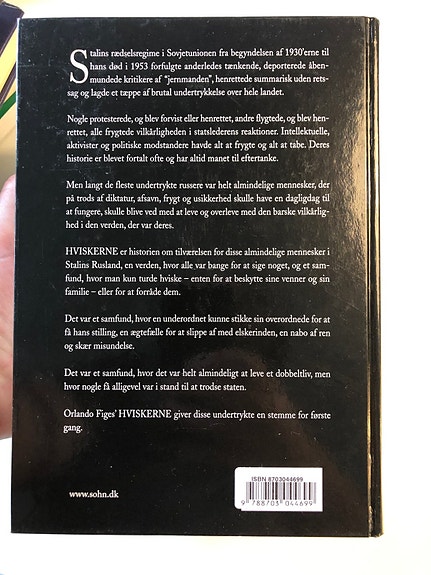 Stalins rædselsregime i Sovjetunionen fra begyndelsen af 1930'erne til
hans død i 1953 forfulgte anderledes tænkende, deporterede åben-
mundede kritikere af "jernmanden", henrettede summarisk uden rets-
sag og lagde et tæppe af brutal undertrykkelse over hele landet.
Nogle protesterede, og blev forvist eller henrettet, andre flygtede, og blev hen-
rettet, alle frygtede vilkårligheden i statslederens reaktioner. Intellektuelle,
aktivister og politiske modstandere havde alt at frygte og alt at tabe. Deres
historie er blevet fortalt ofte og har altid manet til eftertanke.
Men langt de fleste undertrykte russere var helt almindelige mennesker, der
på trods af diktatur, afsavn, frygt og usikkerhed skulle have en dagligdag til
at fungere, skulle blive ved med at leve og overleve med den barske vilkårlig-
hed i den verden, der var deres.
HVISKERNE er historien om tilværelsen for disse almindelige mennesker i
Stalins Rusland, en verden, hvor alle var bange for at sige noget, og et sam-
fund, hvor man kun turde hviske – enten for at beskytte sine venner og sin
familie – eller for at forråde dem.
Det var et samfund, hvor en underordnet kunne stikke sin overordnede for at
få hans stilling, en ægtefælle for at slippe af med elskerinden, en nabo af ren
og skær misundelse.
Det var et samfund, hvor det var helt almindeligt at leve et dobbeltliv, men
hvor nogle få alligevel var i stand til at trodse staten.
Orlando Figes' HVISKERNE giver disse undertrykte en stemme for første
gang.
ISBN 8703044699
www.sohn.dk
9 788703 044699